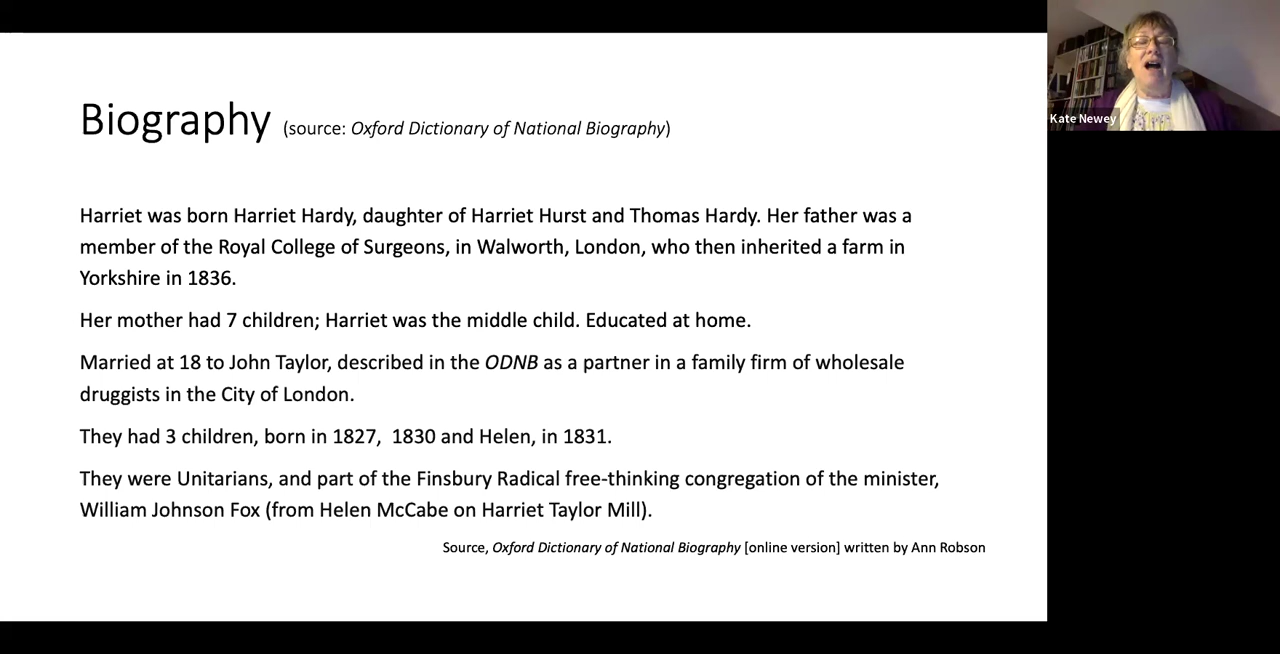 Biography (source: Oxford Dictionary of National Biography)
Kate Newey
Harriet was born Harriet Hardy, daughter of Harriet Hurst and Thomas Hardy. Her father was a
member of the Royal College of Surgeons, in Walworth, London, who then inherited a farm in
Yorkshire in 1836.
Her mother had 7 children; Harriet was the middle child. Educated at home.
Married at 18 to John Taylor, described in the ODNB as a partner in a family firm of wholesale
druggists in the City of London.
They had 3 children, born in 1827,  1830 and Helen, in 1831.
They were Unitarians, and part of the Finsbury Radical free-thinking congregation of the minister,
William Johnson Fox (from Helen McCabe on Harriet Taylor Mill).
Source, Oxford Dictionary of National Biography [online version] written by Ann Robson